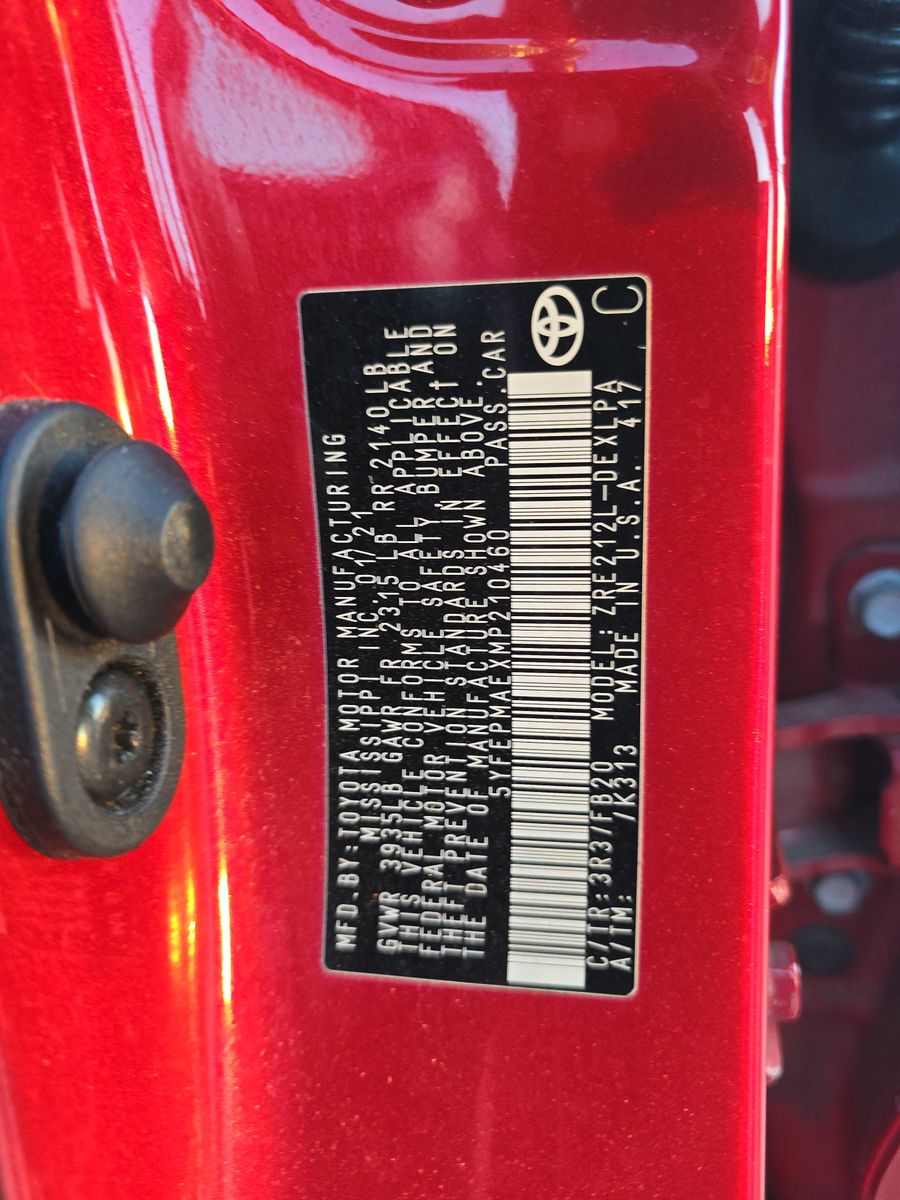 MFD.BY:TOYOTA MOTOR MANUFACTURING
MISSISSIPPI INC. 01/21
GVWR 3935LB GAWR FR 2315 LB RR 2140LB
THIS VEHICLE CONFORMS TO ALL APPLICABLE
FEDERAL MOTOR VEHICLE SAFETY BUMPER AND
THEFT PREVENTION STANDARDS IN EFFECT ON
THE DATE OF MANUFACTURE SHOWN ABOVE.
5YFEPMAEXMP210460 PASS.CAR
C/TR:3R3/FB20 MODEL: ZRE212L-DEXLPA
A/TM: /K313 MADE IN U.S.A. 417
C